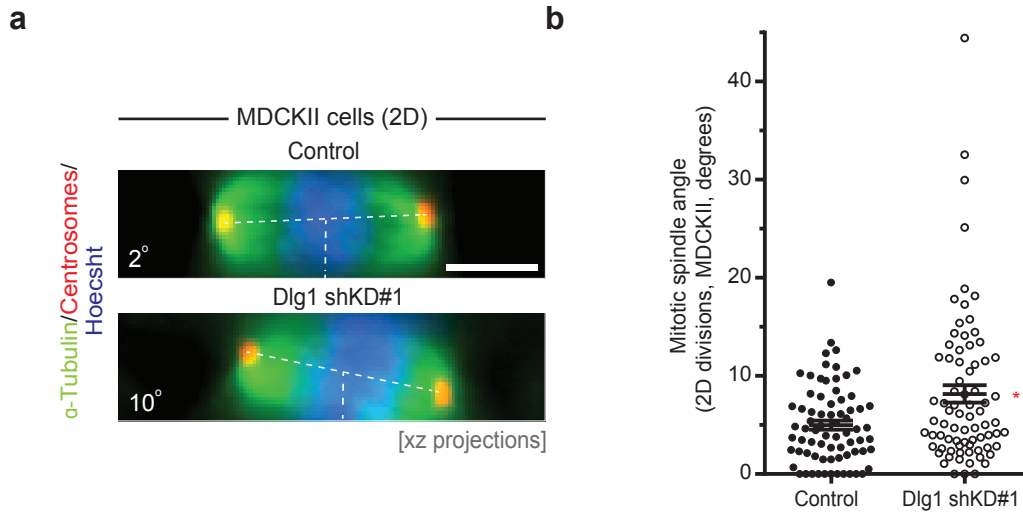 a
MDCKII cells (2D)
Control
2°
Dlg1 shKD#1
10°
[xz projections]
α-Tubulin/Centrosomes/
Hoecsht
b
Mitotic spindle angle
(2D divisions, MDCKII, degrees)
40
30
20
10
0
*
Control
Dlg1 shKD#1